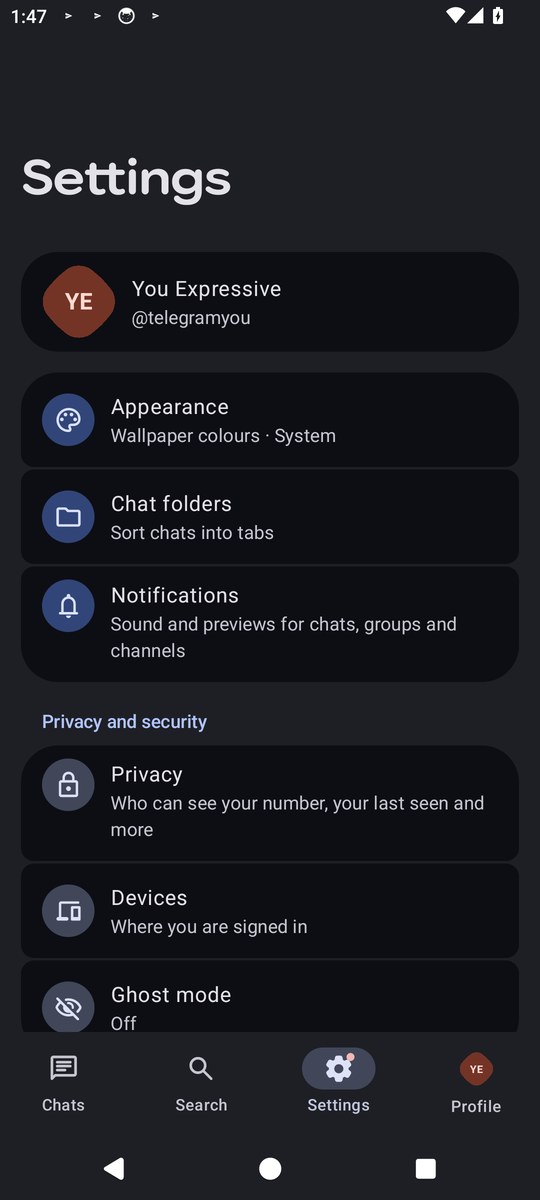 1:47
Settings
YE
You Expressive
@telegramyou
Appearance
Wallpaper colours · System
Chat folders
Sort chats into tabs
Notifications
Sound and previews for chats, groups and
channels
Privacy and security
Privacy
Who can see your number, your last seen and
more
Devices
Where you are signed in
Ghost mode
Off
Chats
Search
Settings
YE
Profile